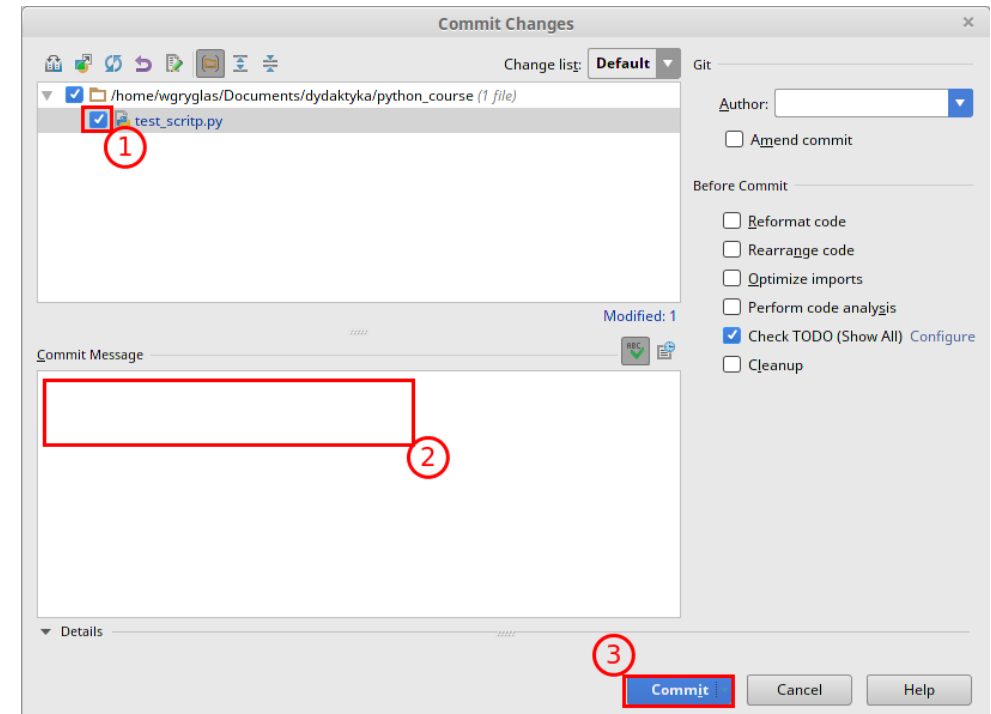 Commit Changes
Change list: Default
Git
/home/wgryglas/Documents/dydaktyka/python_course (1 file)
test_scritp.py
1
Author:
Amend commit
Before Commit
Reformat code
Rearrange code
Optimize imports
Perform code analysis
Check TODO (Show All) Configure
Cleanup
Modified: 1
Commit Message
ABC
2
Details
3
Commit
Cancel
Help